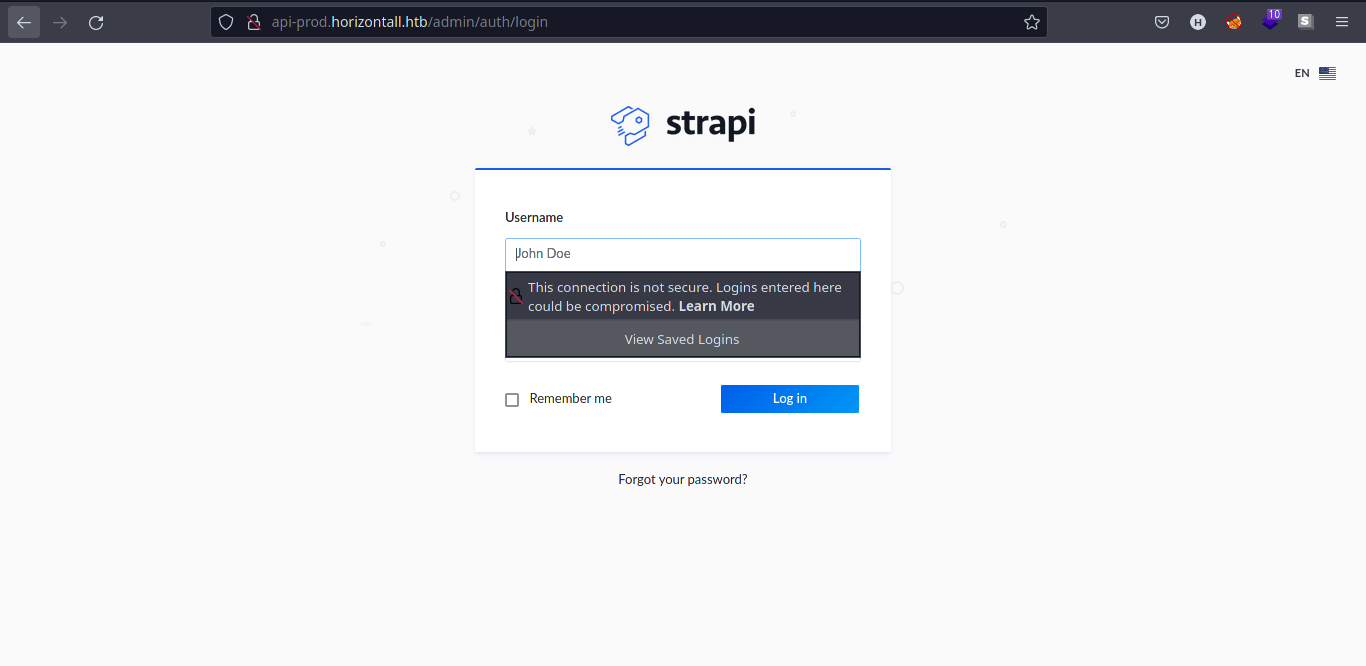 api-prod.horizontall.htb/admin/auth/login
H
10
S
EN
strapi
Username
John Doe
This connection is not secure. Logins entered here
could be compromised. Learn More
View Saved Logins
Remember me
Log in
Forgot your password?